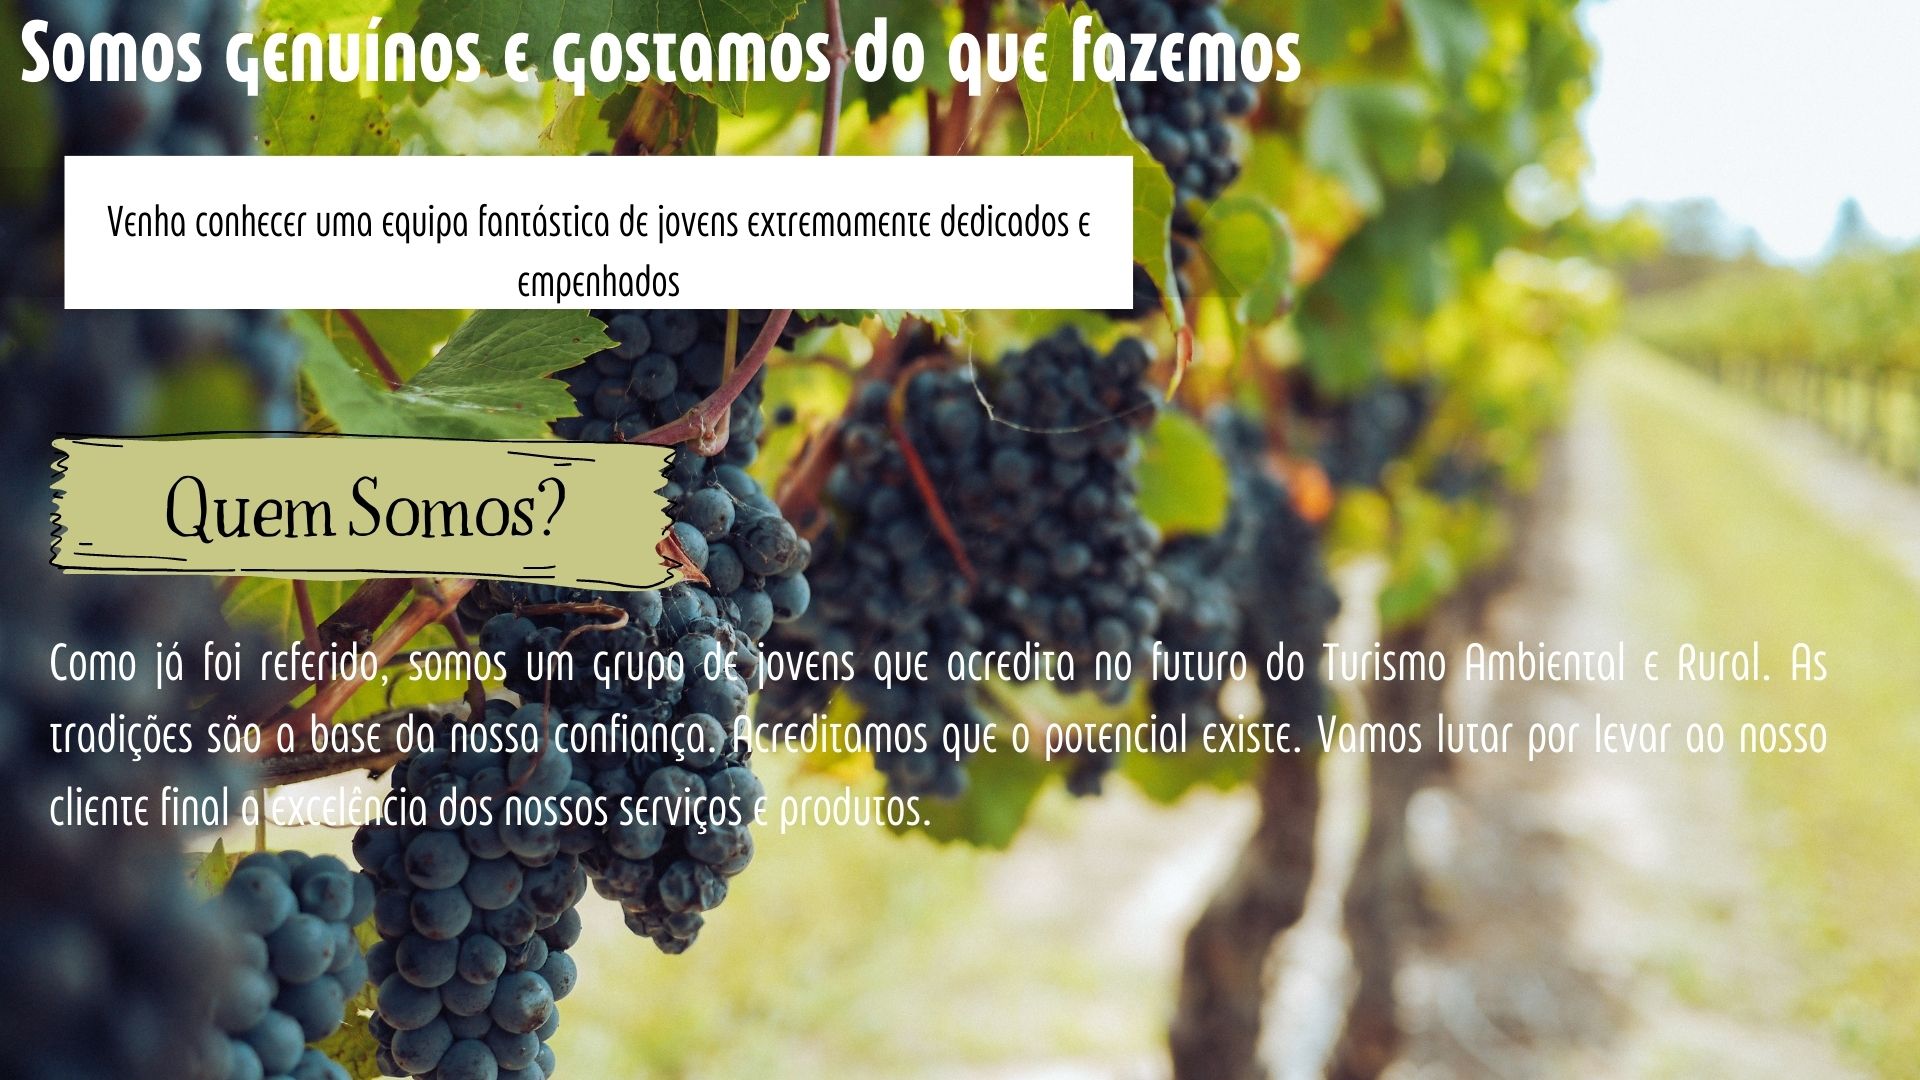 Somos genuínos e gostamos do que fazemos
Venha conhecer uma equipa fantástica de jovens extremamente dedicados e
empenhados
Quem Somos?
Como já foi referido, somos um grupo de jovens que acredita no futuro do Turismo Ambiental e Rural. As
tradições são a base da nossa confiança. Acreditamos que o potencial existe. Vamos lutar por levar ao nosso
cliente final a excelência dos nossos serviços e produtos.